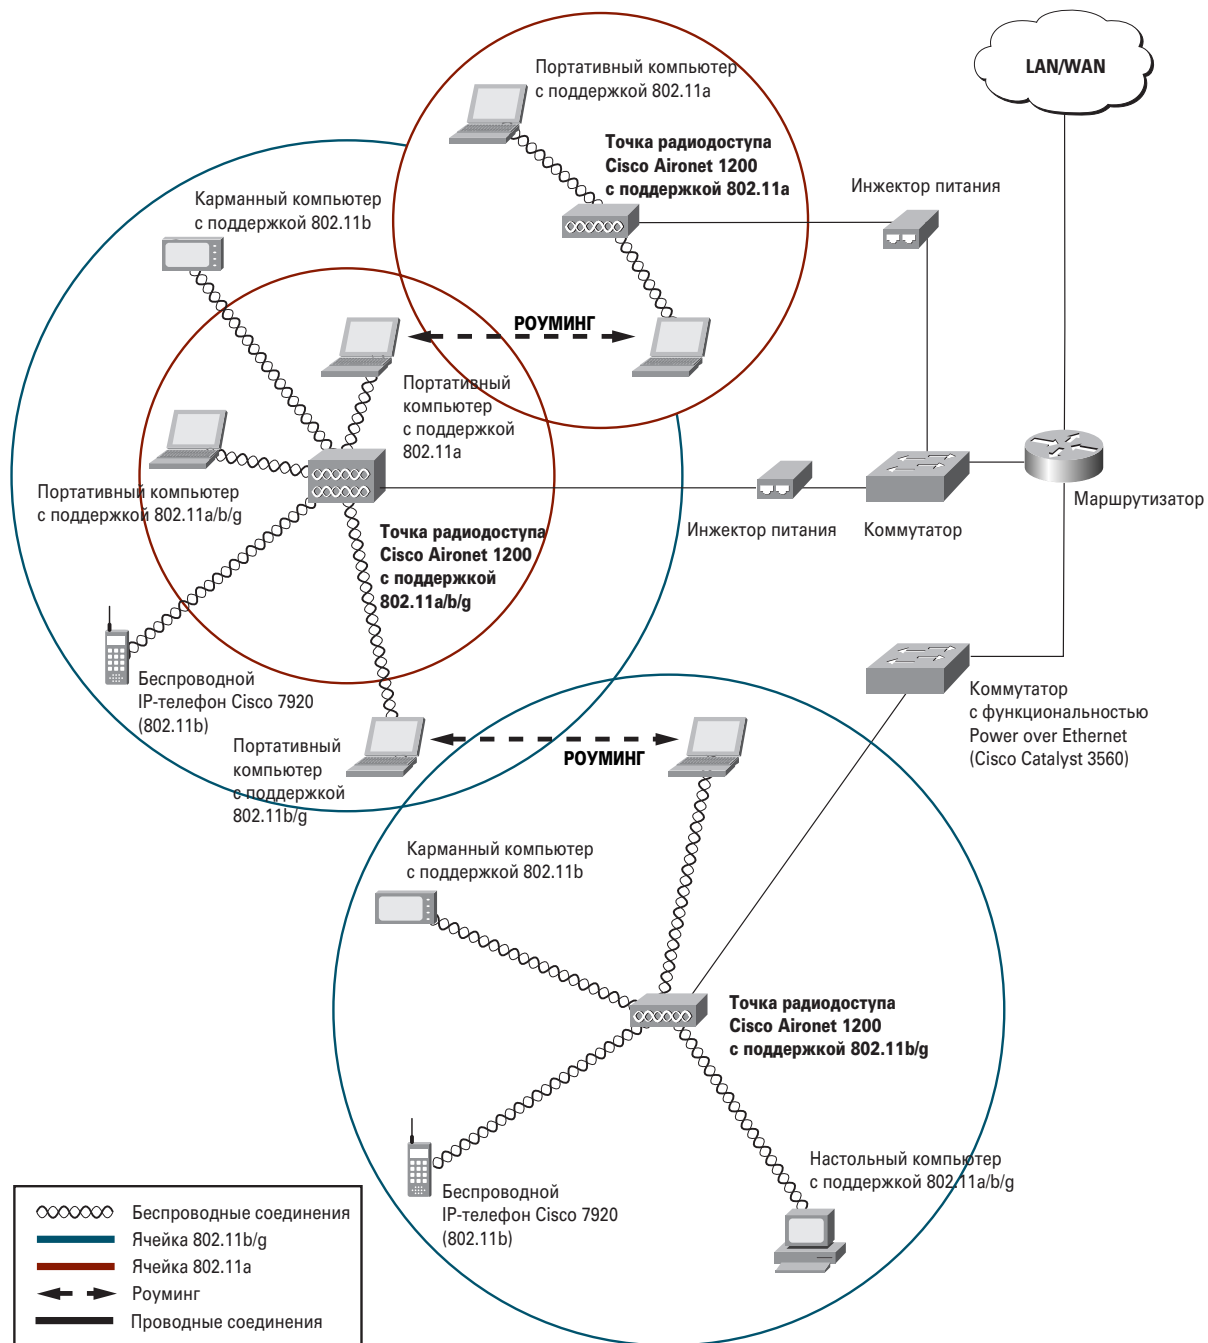 LAN/WAN
Портативный компьютер
с поддержкой 802.11a
Точка радиодоступа
Cisco Aironet 1200
с поддержкой 802.11a
Инжектор питания
Карманный компьютер
с поддержкой 802.11b
РОУМИНГ
Портативный
компьютер
с поддержкой
802.11a
Портативный компьютер
с поддержкой 802.11a/b/g
Точка радиодоступа
Cisco Aironet 1200
с поддержкой
802.11a/b/g
Инжектор питания
Коммутатор
Маршрутизатор
Беспроводной
IP-телефон Cisco 7920
(802.11b)
Портативный
компьютер
с поддержкой
802.11b/g
РОУМИНГ
Коммутатор
с функциональностью
Power over Ethernet
(Cisco Catalyst 3560)
Карманный компьютер
с поддержкой 802.11b
Точка радиодоступа
Cisco Aironet 1200
с поддержкой 802.11b/g
Беспроводной
IP-телефон Cisco 7920
(802.11b)
Настольный компьютер
с поддержкой 802.11a/b/g
Беспроводные соединения
Ячейка 802.11b/g
Ячейка 802.11a
Роуминг
Проводные соединения